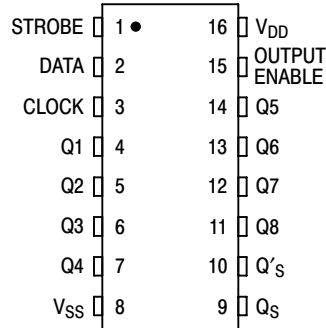 STROBE 1 16 VDD
DATA 2 15 OUTPUT ENABLE
CLOCK 3 14 Q5
Q1 4 13 Q6
Q2 5 12 Q7
Q3 6 11 Q8
Q4 7 10 Q′S
VSS 8 9 QS